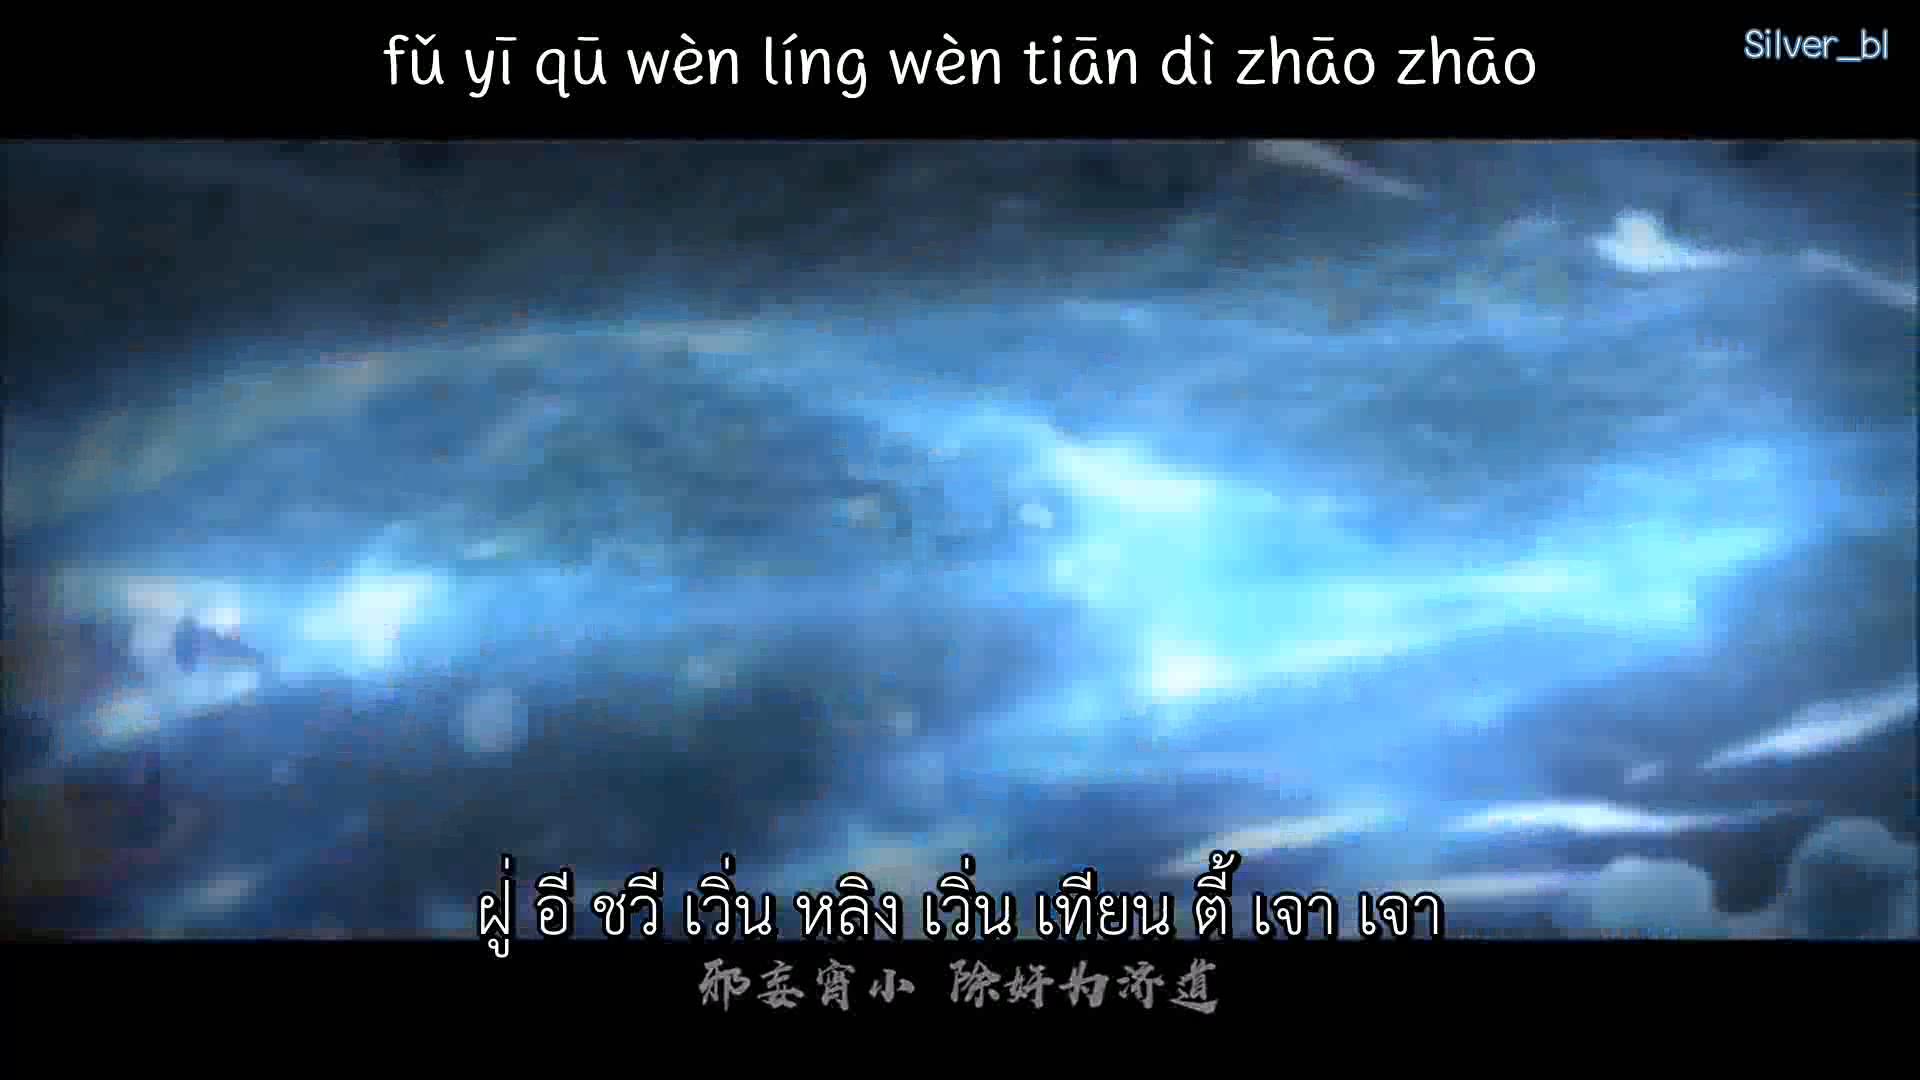 fǔ yī qū wèn líng wèn tiān dì zhāo zhāo
Silver_bl
ฝู่ อี ชวี เวิ่น หลิง เวิ่น เทียน ตี้ เจา เจา
邪妄宵小 除奸为济道